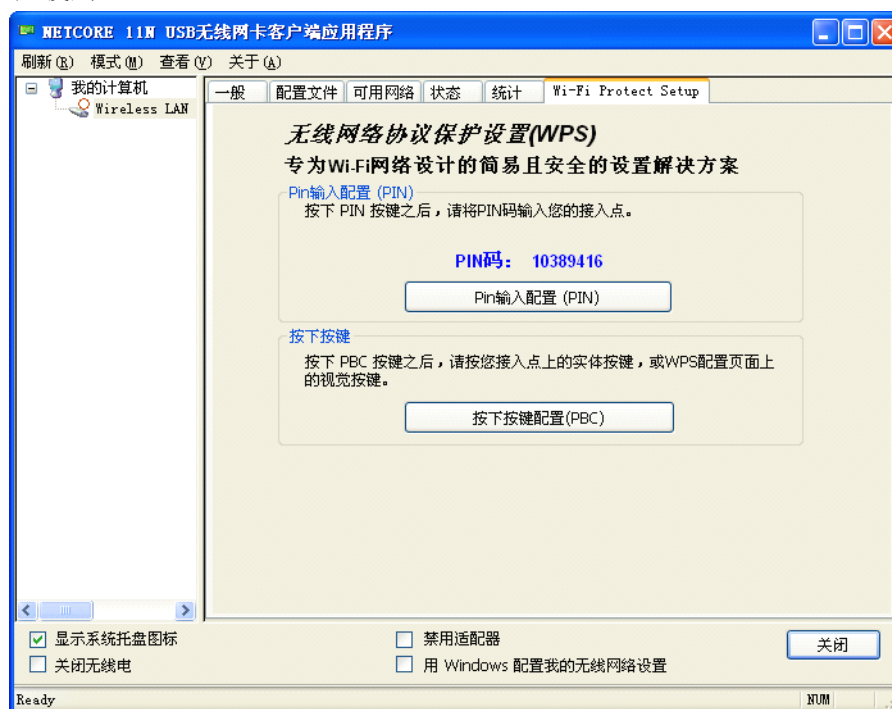 NETCORE 11N USB无线网卡客户端应用程序
刷新(R) 模式(M) 查看(V) 关于(A)
我的计算机
Wireless LAN
一般 配置文件 可用网络 状态 统计 Wi-Fi Protect Setup
无线网络协议保护设置(WPS)
专为Wi-Fi网络设计的简易且安全的设置解决方案
Pin输入配置 (PIN)
按下 PIN 按键之后，请将PIN码输入您的接入点。
PIN码： 10389416
Pin输入配置 (PIN)
按下按键
按下 PBC 按键之后，请按您接入点上的实体按键，或WPS配置页面上
的视觉按键。
按下按键配置(PBC)
显示系统托盘图标
禁用适配器
关闭
关闭无线电
用 Windows 配置我的无线网络设置
Ready
NUM